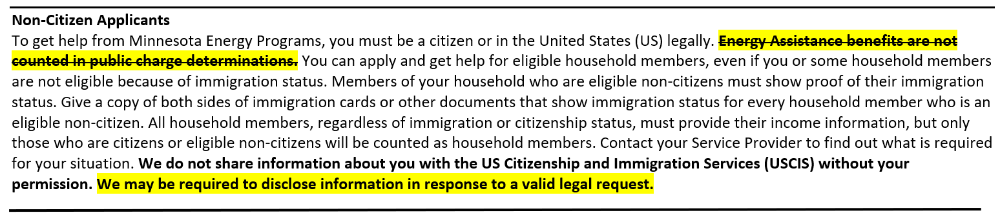 Non-Citizen Applicants
To get help from Minnesota Energy Programs, you must be a citizen or in the United States (US) legally. Energy Assistance benefits are not
counted in public charge determinations. You can apply and get help for eligible household members, even if you or some household members
are not eligible because of immigration status. Members of your household who are eligible non-citizens must show proof of their immigration
status. Give a copy of both sides of immigration cards or other documents that show immigration status for every household member who is an
eligible non-citizen. All household members, regardless of immigration or citizenship status, must provide their income information, but only
those who are citizens or eligible non-citizens will be counted as household members. Contact your Service Provider to find out what is required
for your situation. We do not share information about you with the US Citizenship and Immigration Services (USCIS) without your
permission. We may be required to disclose information in response to a valid legal request.